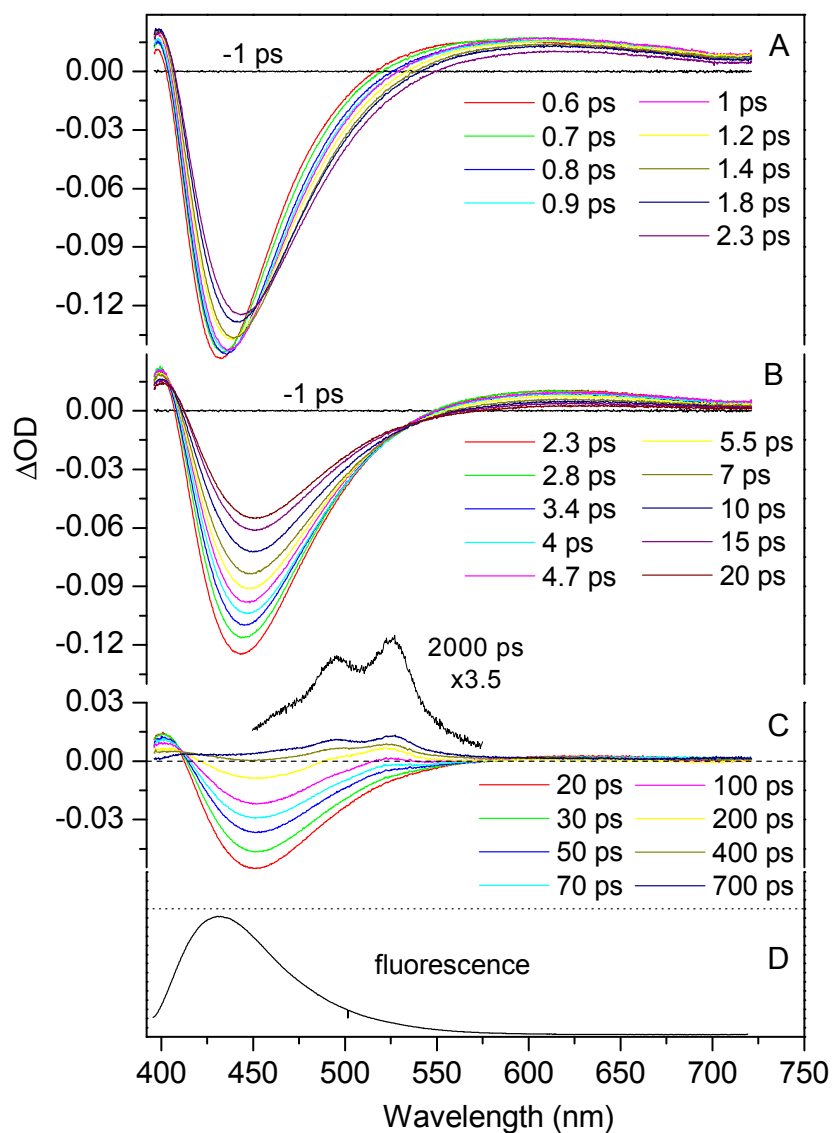 A
0.00
-0.03
-0.06
-0.09
-0.12
-1 ps
0.6 ps
0.7 ps
0.8 ps
0.9 ps
1 ps
1.2 ps
1.4 ps
1.8 ps
2.3 ps
B
0.00
-0.03
-0.06
-0.09
-0.12
-1 ps
2.3 ps
2.8 ps
3.4 ps
4 ps
4.7 ps
5.5 ps
7 ps
10 ps
15 ps
20 ps
ΔOD
2000 ps
x3.5
C
0.03
0.00
-0.03
20 ps
30 ps
50 ps
70 ps
100 ps
200 ps
400 ps
700 ps
D
fluorescence
400 450 500 550 600 650 700 750
Wavelength (nm)